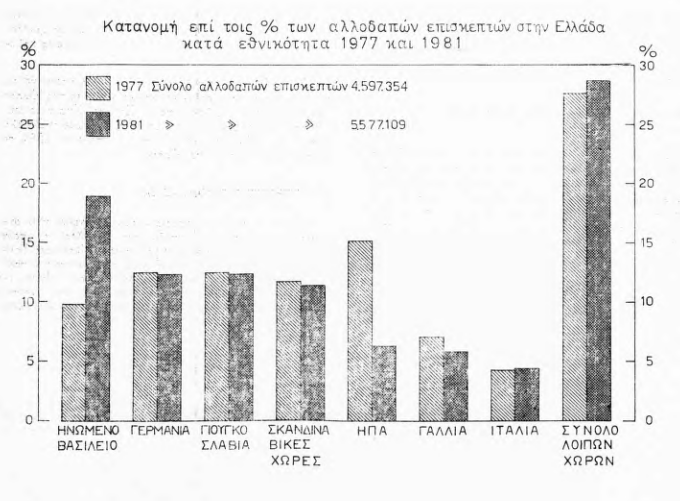 Κατανομή επί τοις % των αλλοδαπών επισκεπτών στην Ελλάδα
κατά εθνικότητα 1977 και 1981
% %
30 30
1977 Σύνολο αλλοδαπών επισκεπτών 4.597.354
1981 » » » 5.577.109
25 25
20 20
15 15
10 10
5 5
0 0
ΗΝΩΜΕΝΟ ΓΕΡΜΑΝΙΑ ΓΙΟΥΓΚΟ ΣΚΑΝΔΙΝΑ ΗΠΑ ΓΑΛΛΙΑ ΙΤΑΛΙΑ ΣΥΝΟΛΟ
ΒΑΣΙΛΕΙΟ ΣΛΑΒΙΑ ΒΙΚΕΣ ΛΟΙΠΩΝ
ΧΩΡΕΣ ΧΩΡΩΝ